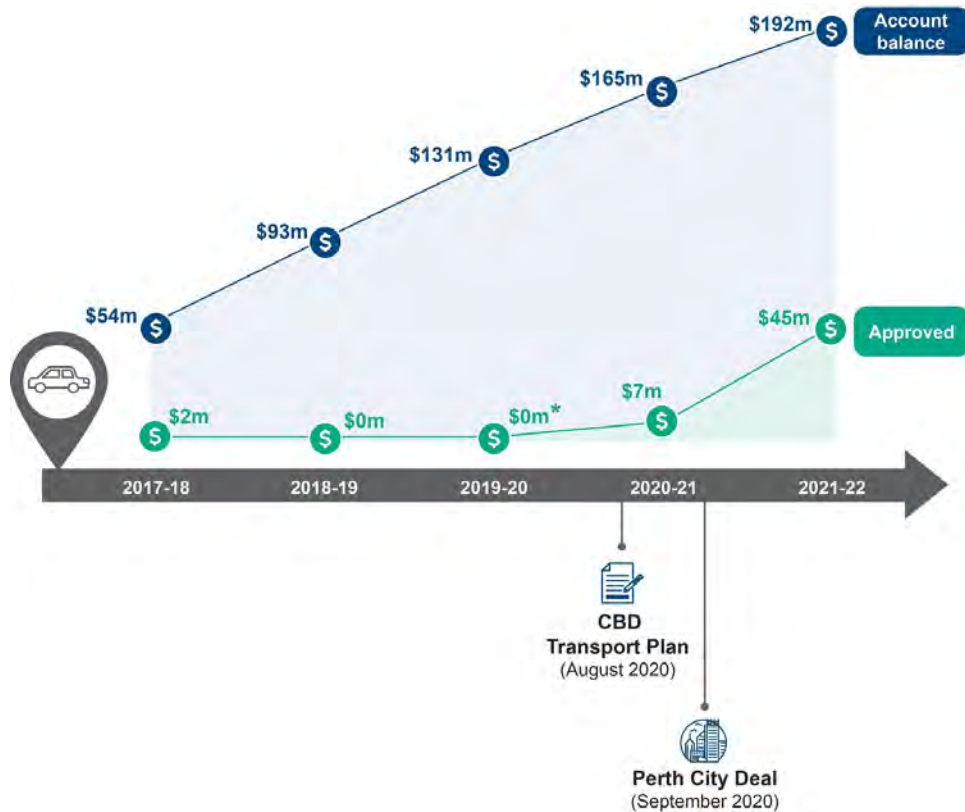 $192m
Account
balance
$165m
$131m
$93m
$54m
$45m
Approved
$7m
$2m
$0m
$0m*
2017-18
2018-19
2019-20
2020-21
2021-22
CBD
Transport Plan
(August 2020)
Perth City Deal
(September 2020)